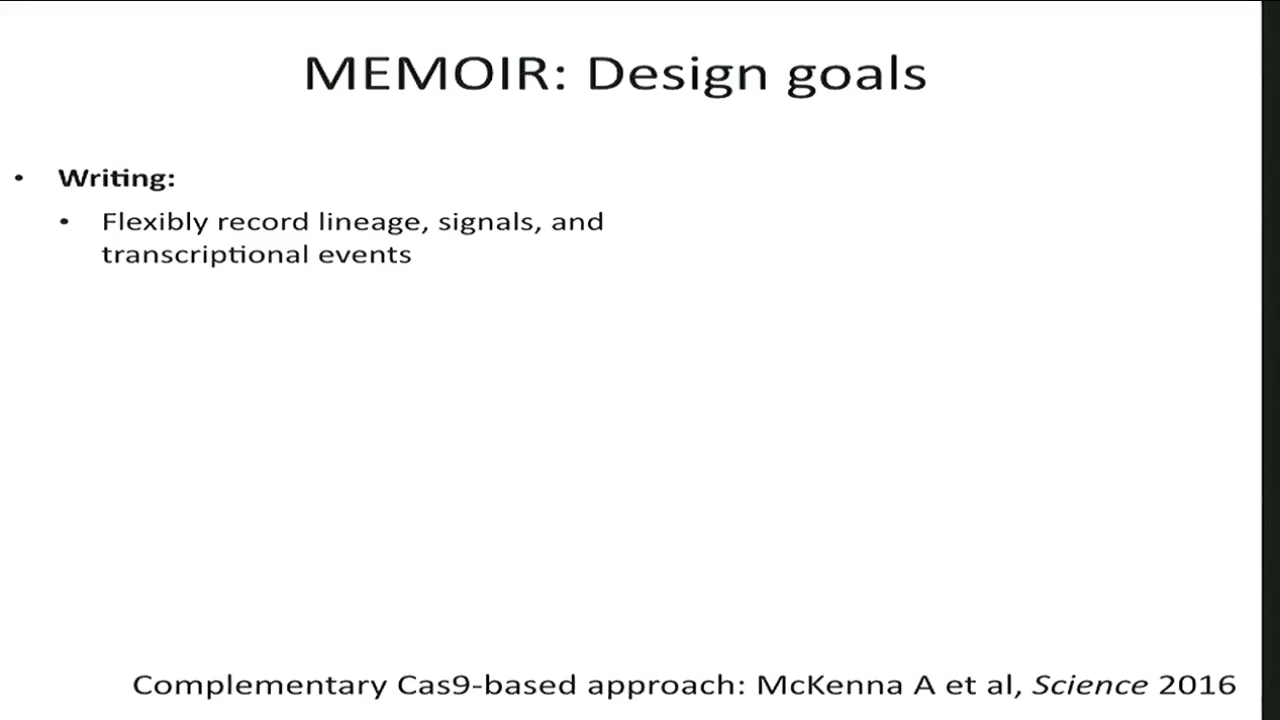 MEMOIR: Design goals
• Writing:
• Flexibly record lineage, signals, and
transcriptional events
Complementary Cas9-based approach: McKenna A et al, Science 2016